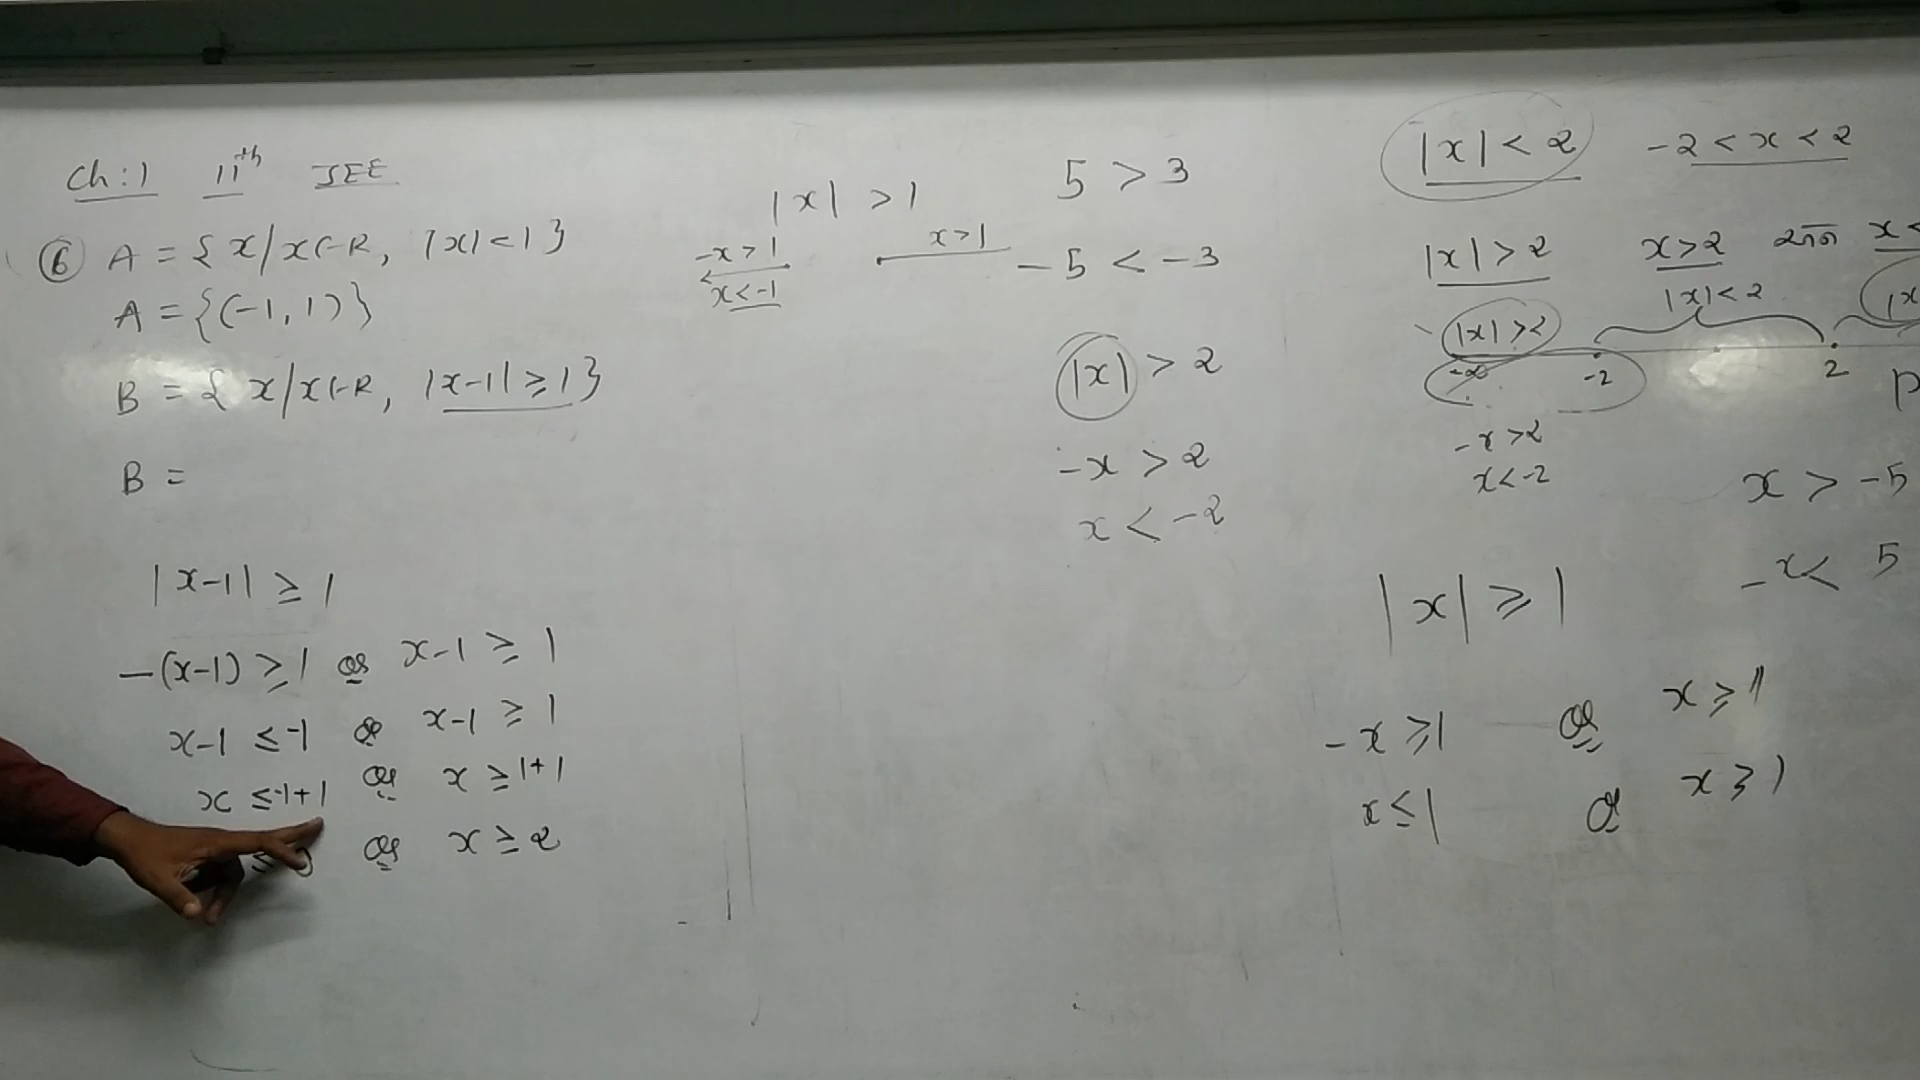 Ch:1 11th JEE
⑥ A = {x/x∈R, |x|<1}
A = {(-1,1)}
B = {x/x∈R, |x-1|≥1}
B =
|x-1| ≥ 1
-(x-1) ≥ 1 or x-1 ≥ 1
x-1 ≤ -1 or x-1 ≥ 1
x ≤ -1+1 or x ≥ 1+1
≤ 0 or x ≥ 2
|x| > 1
-x > 1
x > 1
x < -1
5 > 3
-5 < -3
|x| > 2
-x > 2
x < -2
|x| < 2 -2 < x < 2
|x| > 2 x > 2 x <
|x| > 2 |x| < 2 |x
-∞ -2 2
-x > 2
x < -2
p
x > -5
-x < 5
|x| ≥ 1
-x ≥ 1 or x ≥ 1
x ≤ 1 or x ≥ 1